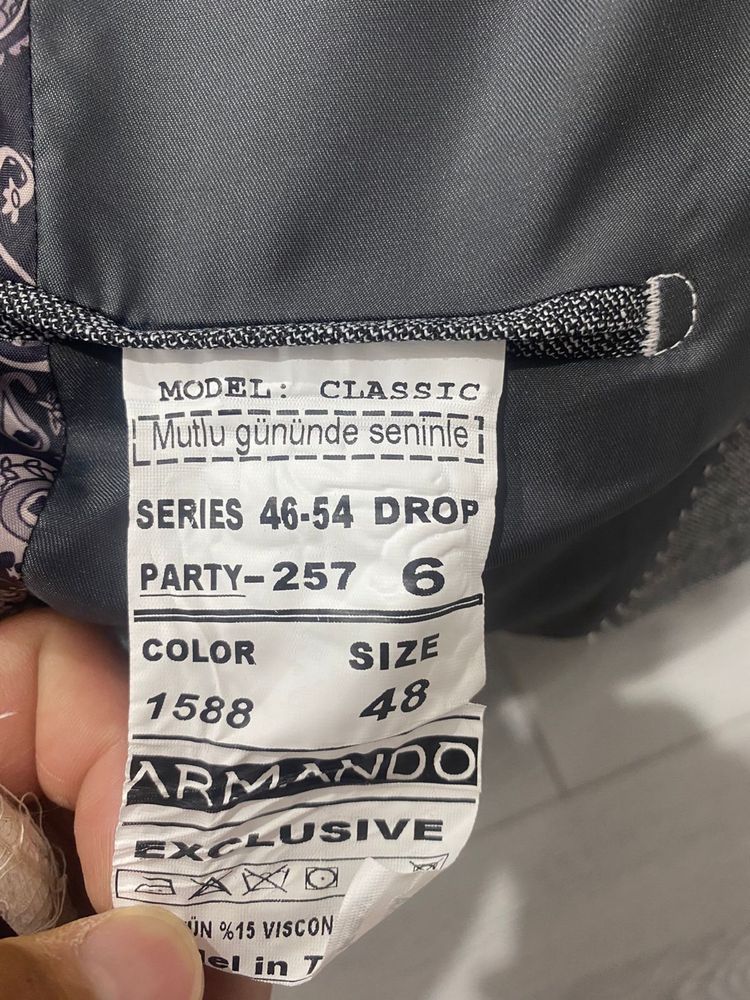 MODEL: CLASSIC
Mutlu gününde seninle
SERIES 46-54 DROP
PARTY-257 6
COLOR SIZE
1588 48
ARMANDO
EXCLUSIVE
%15 VISCON
in